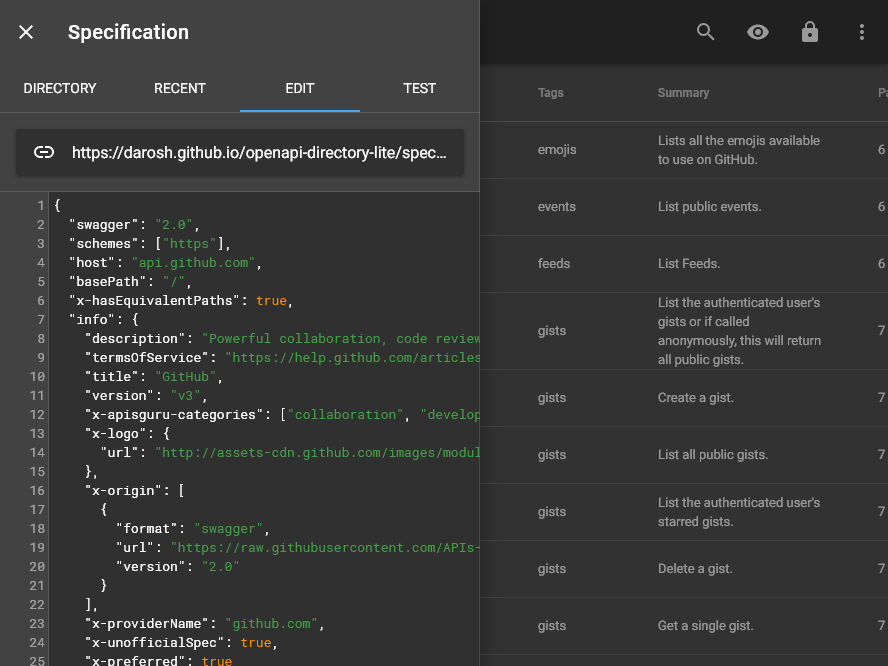 Specification
DIRECTORY RECENT EDIT TEST
https://darosh.github.io/openapi-directory-lite/spec...
1 {
2 "swagger": "2.0",
3 "schemes": ["https"],
4 "host": "api.github.com",
5 "basePath": "/",
6 "x-hasEquivalentPaths": true,
7 "info": {
8 "description": "Powerful collaboration, code review
9 "termsOfService": "https://help.github.com/articles
10 "title": "GitHub",
11 "version": "v3",
12 "x-apisguru-categories": ["collaboration", "develop
13 "x-logo": {
14 "url": "http://assets-cdn.github.com/images/modul
15 },
16 "x-origin": [
17 {
18 "format": "swagger",
19 "url": "https://raw.githubusercontent.com/APIs-
20 "version": "2.0"
21 }
22 ],
23 "x-providerName": "github.com",
24 "x-unofficialSpec": true,
25 "x-preferred": true
Tags Summary Pa
emojis Lists all the emojis available 6
to use on GitHub.
events List public events. 6
feeds List Feeds. 6
List the authenticated user's
gists or if called
gists anonymously, this will return 7
all public gists.
gists Create a gist. 7
gists List all public gists. 7
gists List the authenticated user's 7
starred gists.
gists Delete a gist. 7
gists Get a single gist. 7